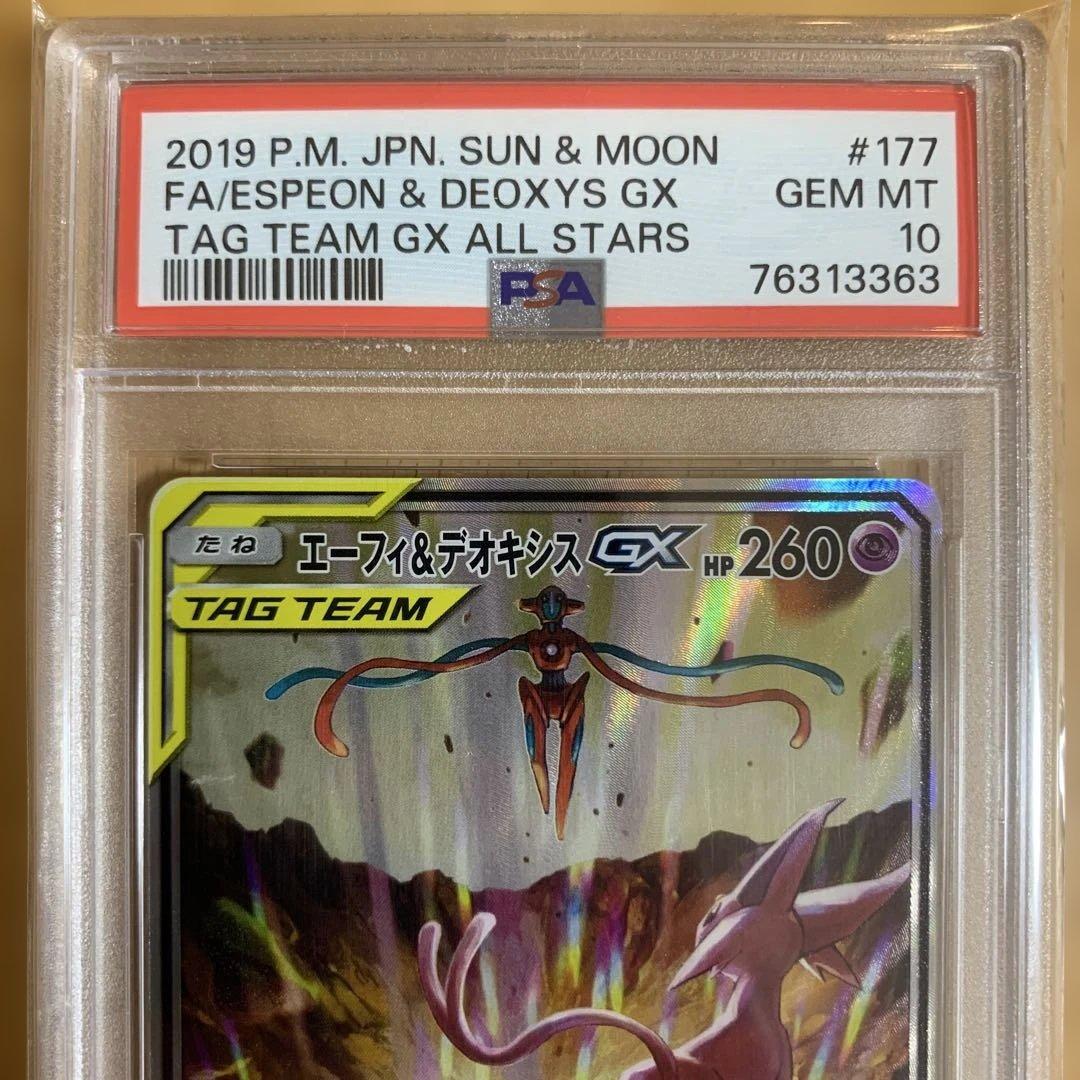 2019 P.M. JPN. SUN & MOON #177
FA/ESPEON & DEOXYS GX GEM MT
TAG TEAM GX ALL STARS 10
PSA 76313363
たね エーフィ&デオキシス GX HP 260
TAG TEAM